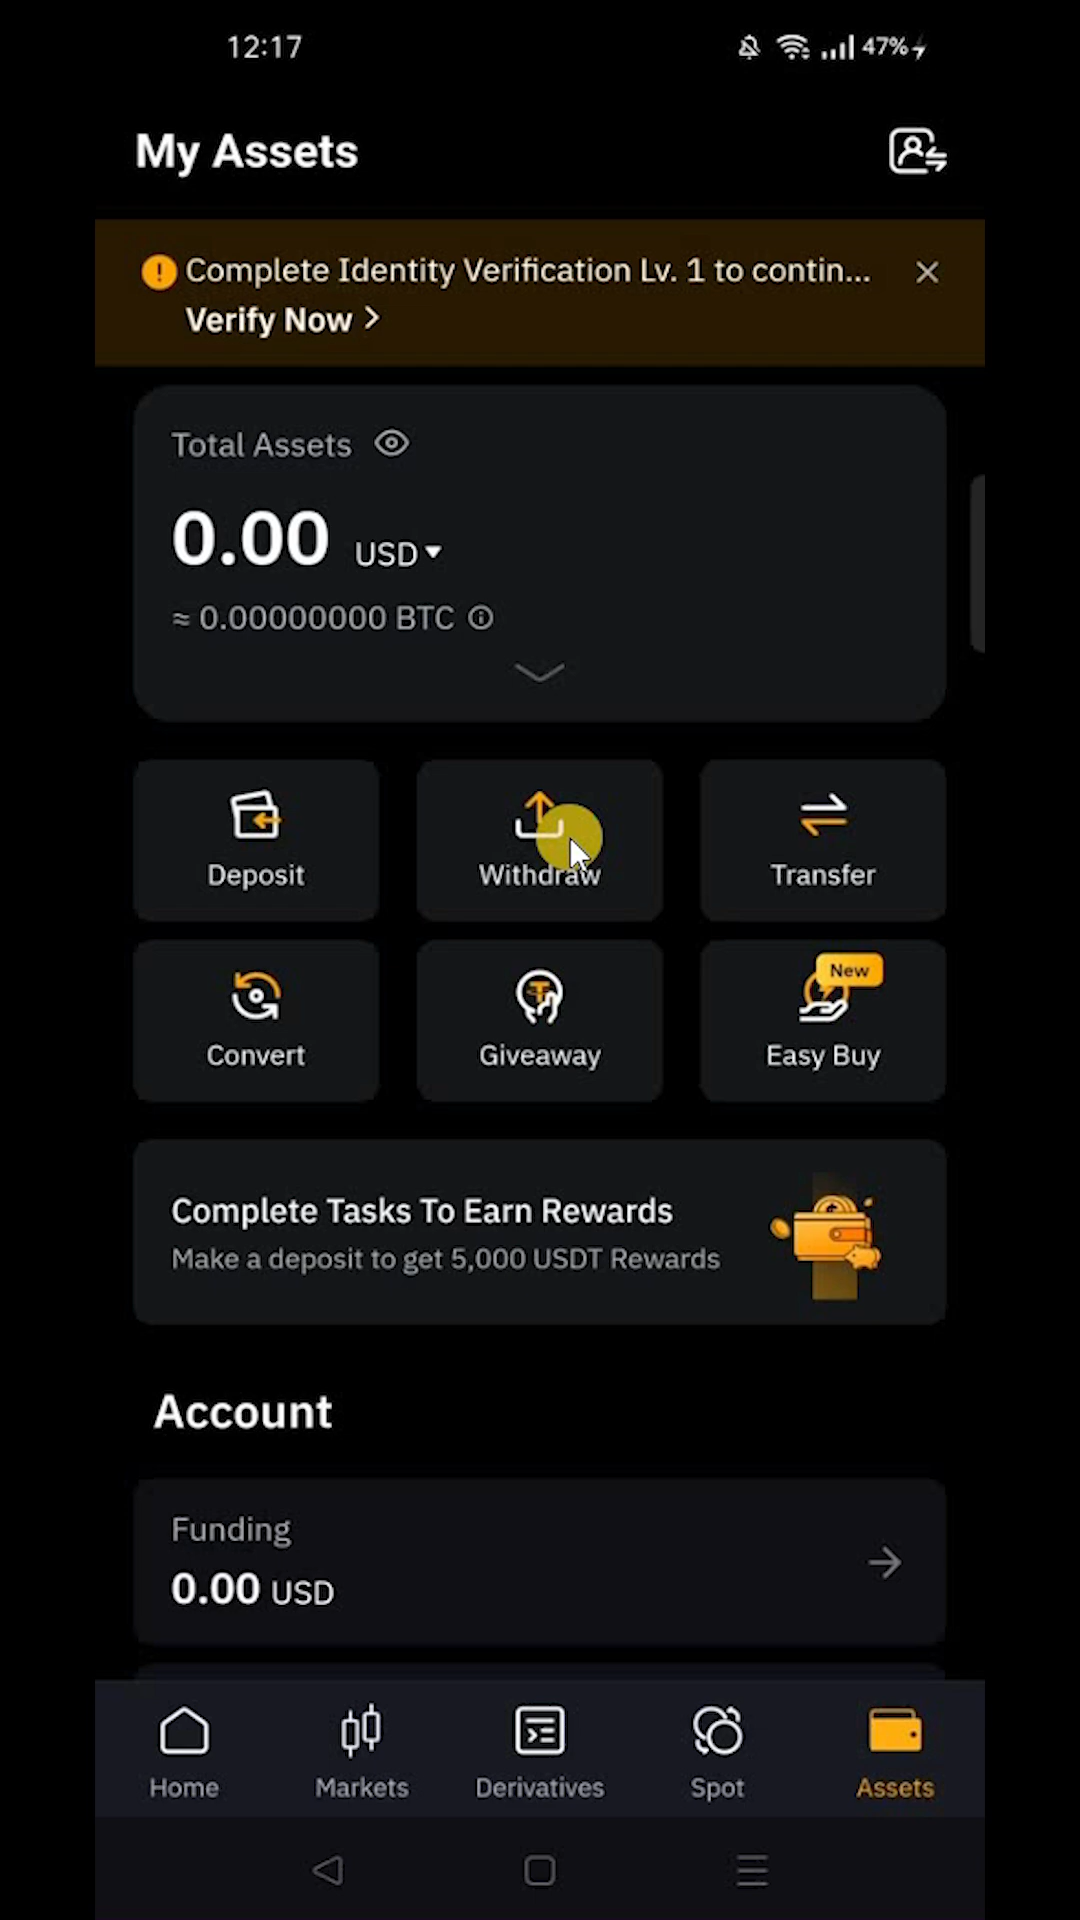 12:17
47%
My Assets
Complete Identity Verification Lv. 1 to contin...
Verify Now >
Total Assets
0.00 USD
≈ 0.00000000 BTC
Deposit
Withdraw
Transfer
New
Convert
Giveaway
Easy Buy
Complete Tasks To Earn Rewards
Make a deposit to get 5,000 USDT Rewards
Account
Funding
0.00 USD
Home
Markets
Derivatives
Spot
Assets